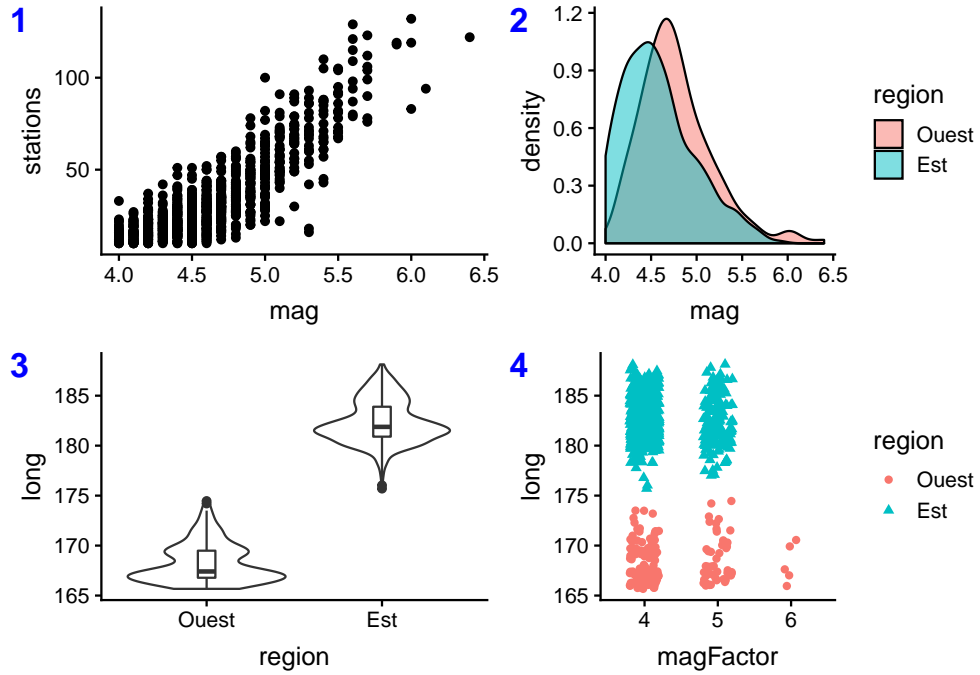 1
100
50
stations
4.0 4.5 5.0 5.5 6.0 6.5
mag
2
1.2
0.9
0.6
0.3
0.0
density
4.0 4.5 5.0 5.5 6.0 6.5
mag
region
Ouest
Est
3
185
180
175
170
165
long
Ouest Est
region
4
185
180
175
170
165
long
4 5 6
magFactor
region
Ouest
Est